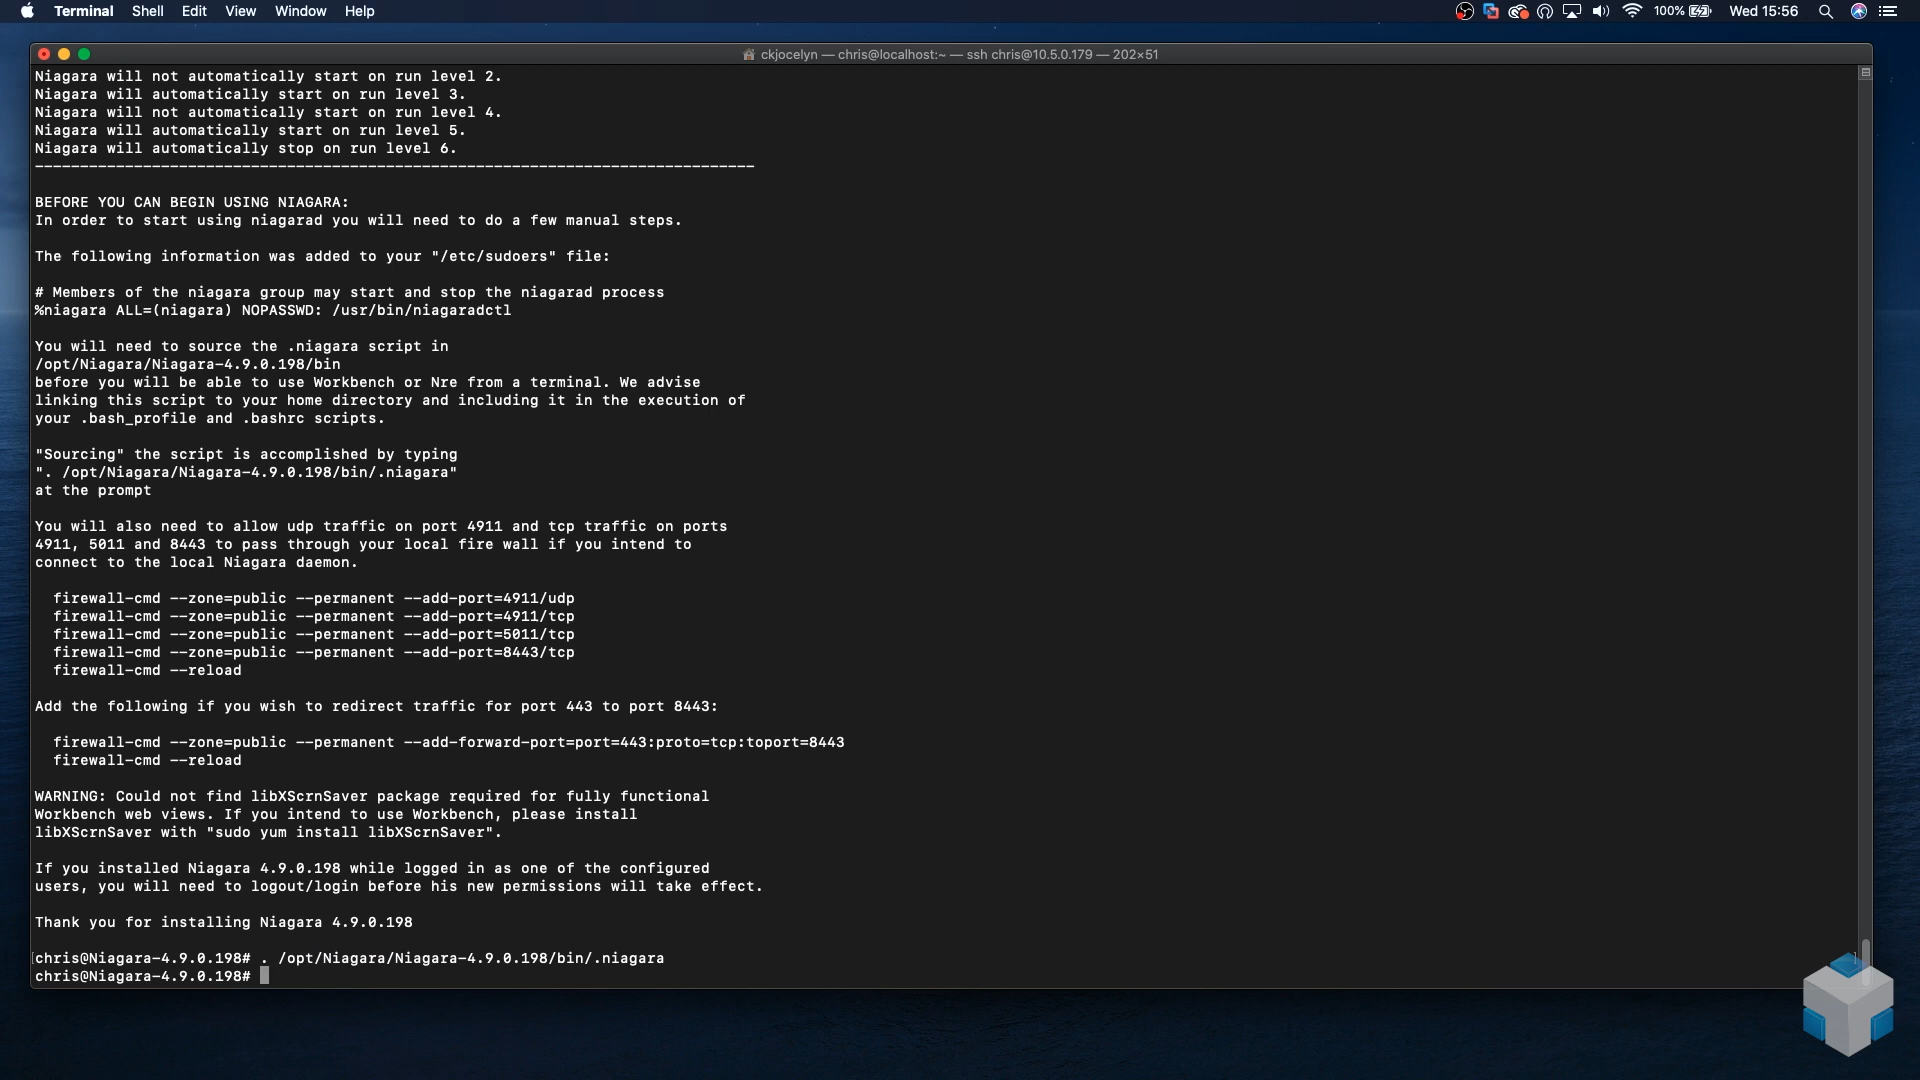 Terminal Shell Edit View Window Help 100% Wed 15:56
ckjocelyn — chris@localhost:~ — ssh chris@10.5.0.179 — 202×51
Niagara will not automatically start on run level 2.
Niagara will automatically start on run level 3.
Niagara will not automatically start on run level 4.
Niagara will automatically start on run level 5.
Niagara will automatically stop on run level 6.
--------------------------------------------------------------------------------
BEFORE YOU CAN BEGIN USING NIAGARA:
In order to start using niagarad you will need to do a few manual steps.
The following information was added to your "/etc/sudoers" file:
# Members of the niagara group may start and stop the niagarad process
%niagara ALL=(niagara) NOPASSWD: /usr/bin/niagaradctl
You will need to source the .niagara script in
/opt/Niagara/Niagara-4.9.0.198/bin
before you will be able to use Workbench or Nre from a terminal. We advise
linking this script to your home directory and including it in the execution of
your .bash_profile and .bashrc scripts.
"Sourcing" the script is accomplished by typing
". /opt/Niagara/Niagara-4.9.0.198/bin/.niagara"
at the prompt
You will also need to allow udp traffic on port 4911 and tcp traffic on ports
4911, 5011 and 8443 to pass through your local fire wall if you intend to
connect to the local Niagara daemon.
firewall-cmd --zone=public --permanent --add-port=4911/udp
firewall-cmd --zone=public --permanent --add-port=4911/tcp
firewall-cmd --zone=public --permanent --add-port=5011/tcp
firewall-cmd --zone=public --permanent --add-port=8443/tcp
firewall-cmd --reload
Add the following if you wish to redirect traffic for port 443 to port 8443:
firewall-cmd --zone=public --permanent --add-forward-port=port=443:proto=tcp:toport=8443
firewall-cmd --reload
WARNING: Could not find libXScrnSaver package required for fully functional
Workbench web views. If you intend to use Workbench, please install
libXScrnSaver with "sudo yum install libXScrnSaver".
If you installed Niagara 4.9.0.198 while logged in as one of the configured
users, you will need to logout/login before his new permissions will take effect.
Thank you for installing Niagara 4.9.0.198
[chris@Niagara-4.9.0.198# . /opt/Niagara/Niagara-4.9.0.198/bin/.niagara ]
chris@Niagara-4.9.0.198#